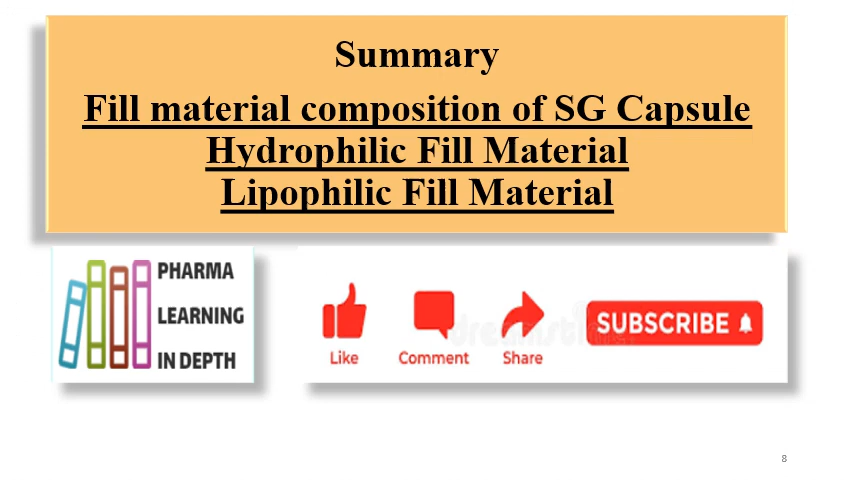 Summary
Fill material composition of SG Capsule
Hydrophilic Fill Material
Lipophilic Fill Material
PHARMA
LEARNING
IN DEPTH
Like
Comment
Share
SUBSCRIBE
8